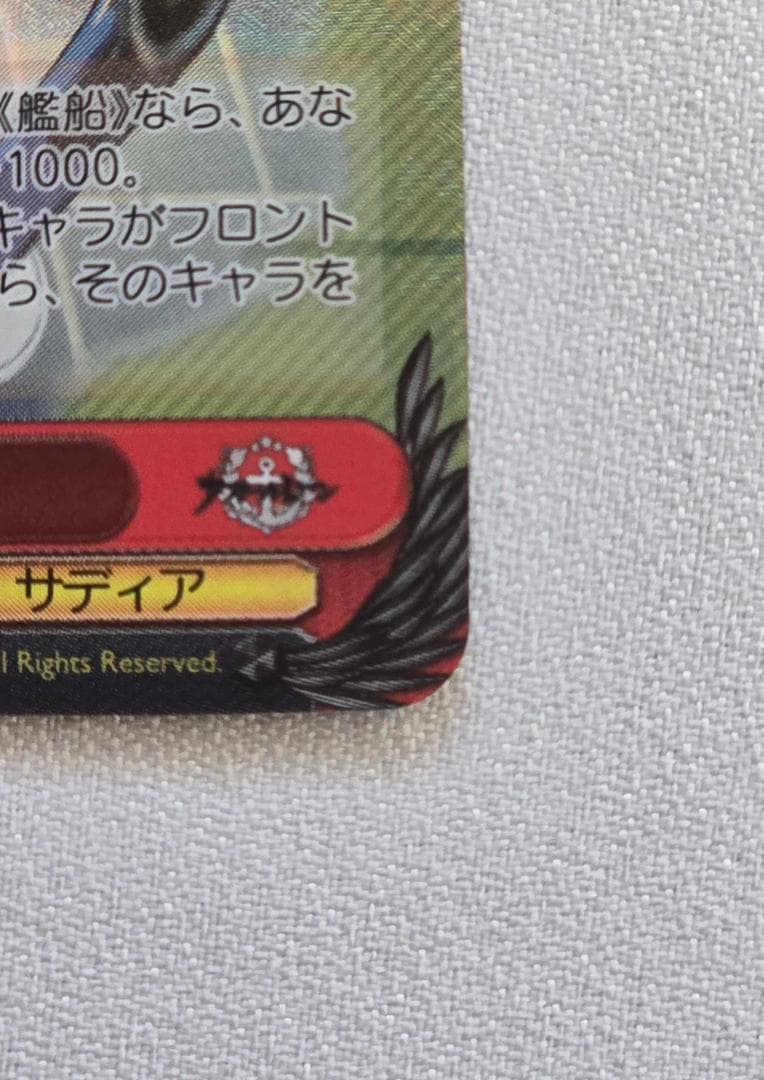 《艦船》なら、あな
1000。
キャラがフロント
ら、そのキャラを
サディア
l Rights Reserved.